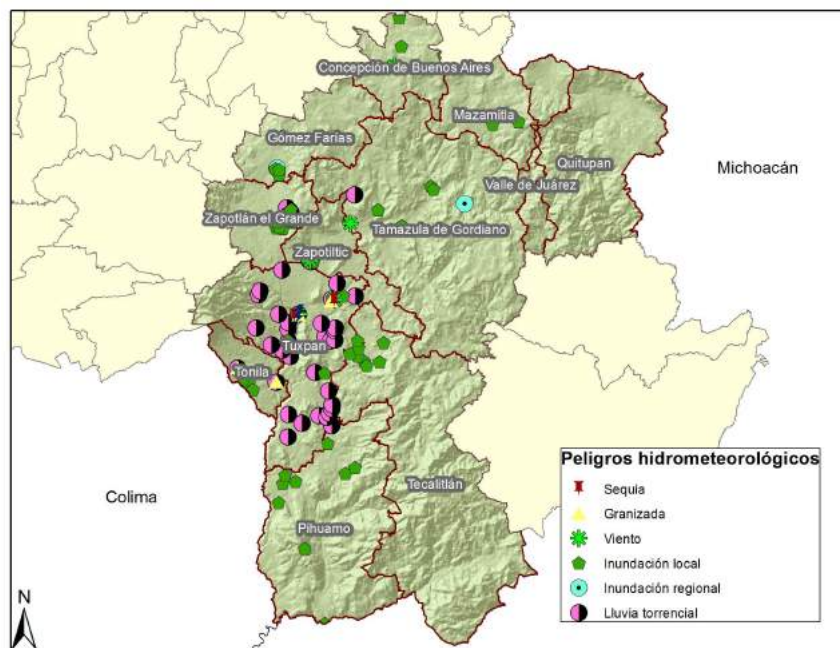 Concepción de Buenos Aires
Mazamitla
Gómez Farías
Quitupan
Michoacán
Valle de Juárez
Zapotlán el Grande
Tamazula de Gordiano
Zapotiltic
Tuxpan
Tonila
Peligros hidrometeorológicos
Sequía
Tecalitlán
Granizada
Colima
Viento
Pihuamo
Inundación local
Inundación regional
N
Lluvia torrencial